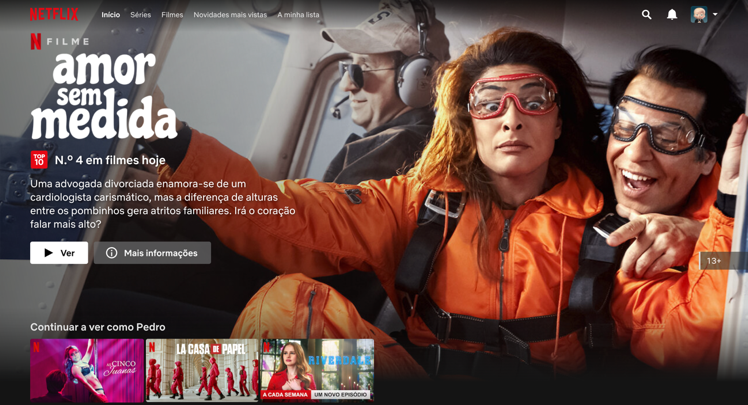 NETFLIX
Início Séries Filmes Novidades mais vistas A minha lista
N FILME
amor
sem
medida
TOP
10
N.º 4 em filmes hoje
Uma advogada divorciada enamora-se de um
cardiologista carismático, mas a diferença de alturas
entre os pombinhos gera atritos familiares. Irá o coração
falar mais alto?
Ver
Mais informações
13+
Continuar a ver como Pedro
N
CINCO
Juanas
N
LA CASA DE PAPEL
N
RIVERDALE
A CADA SEMANA UM NOVO EPISÓDIO